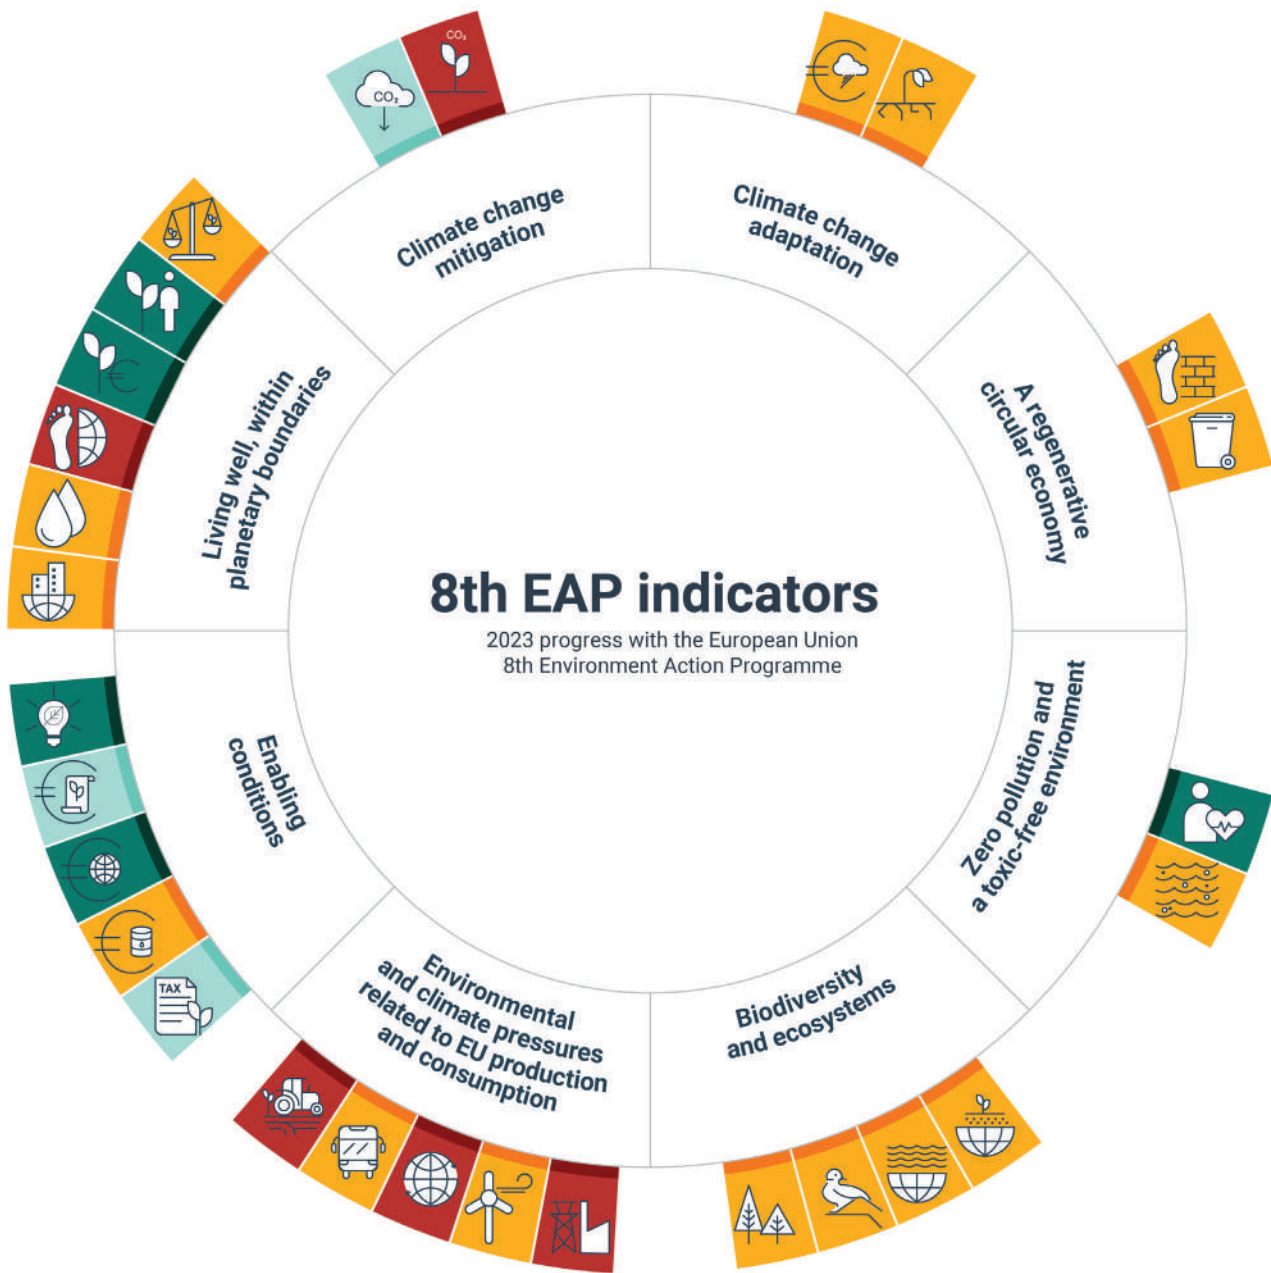 8th EAP indicators
2023 progress with the European Union
8th Environment Action Programme
Climate change
mitigation
Climate change
adaptation
A regenerative
circular economy
Zero pollution and
a toxic-free environment
Biodiversity
and ecosystems
Environmental
and climate pressures
related to EU production
and consumption
Enabling
conditions
Living well, within
planetary boundaries
CO₂
CO₂
TAX